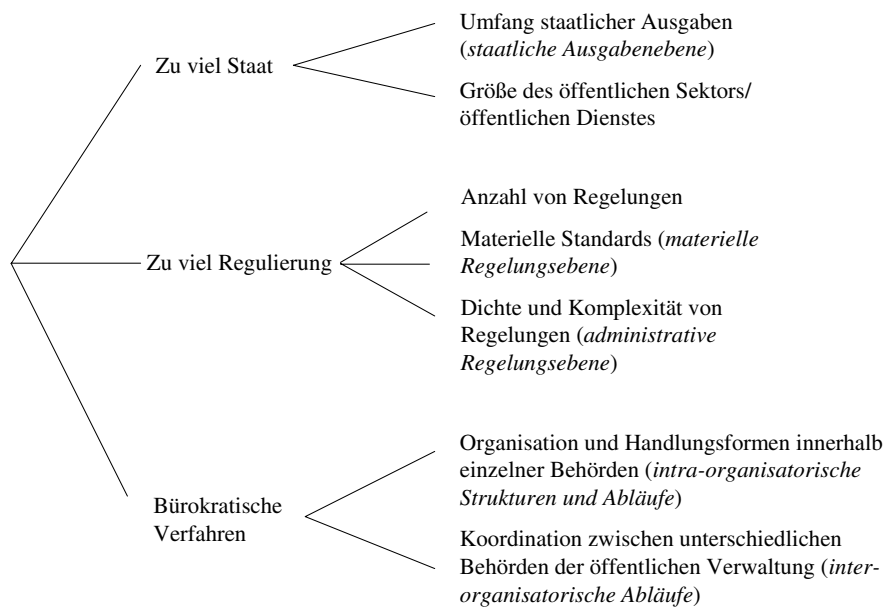 Zu viel Staat
Umfang staatlicher Ausgaben
(staatliche Ausgabenebene)
Größe des öffentlichen Sektors/
öffentlichen Dienstes
Zu viel Regulierung
Anzahl von Regelungen
Materielle Standards (materielle
Regelungsebene)
Dichte und Komplexität von
Regelungen (administrative
Regelungsebene)
Bürokratische
Verfahren
Organisation und Handlungsformen innerhalb
einzelner Behörden (intra-organisatorische
Strukturen und Abläufe)
Koordination zwischen unterschiedlichen
Behörden der öffentlichen Verwaltung (inter-
organisatorische Abläufe)